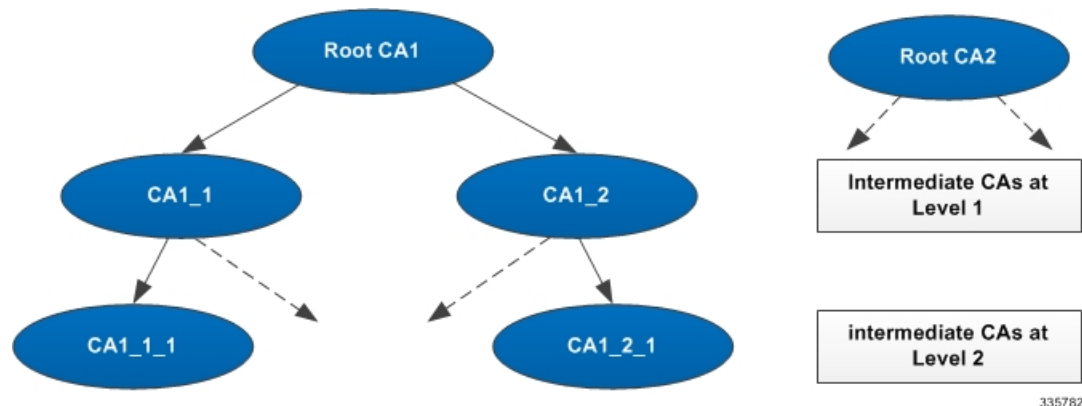 Root CA1
Root CA2
CA1_1
CA1_2
Intermediate CAs at
Level 1
CA1_1_1
CA1_2_1
intermediate CAs at
Level 2
335782